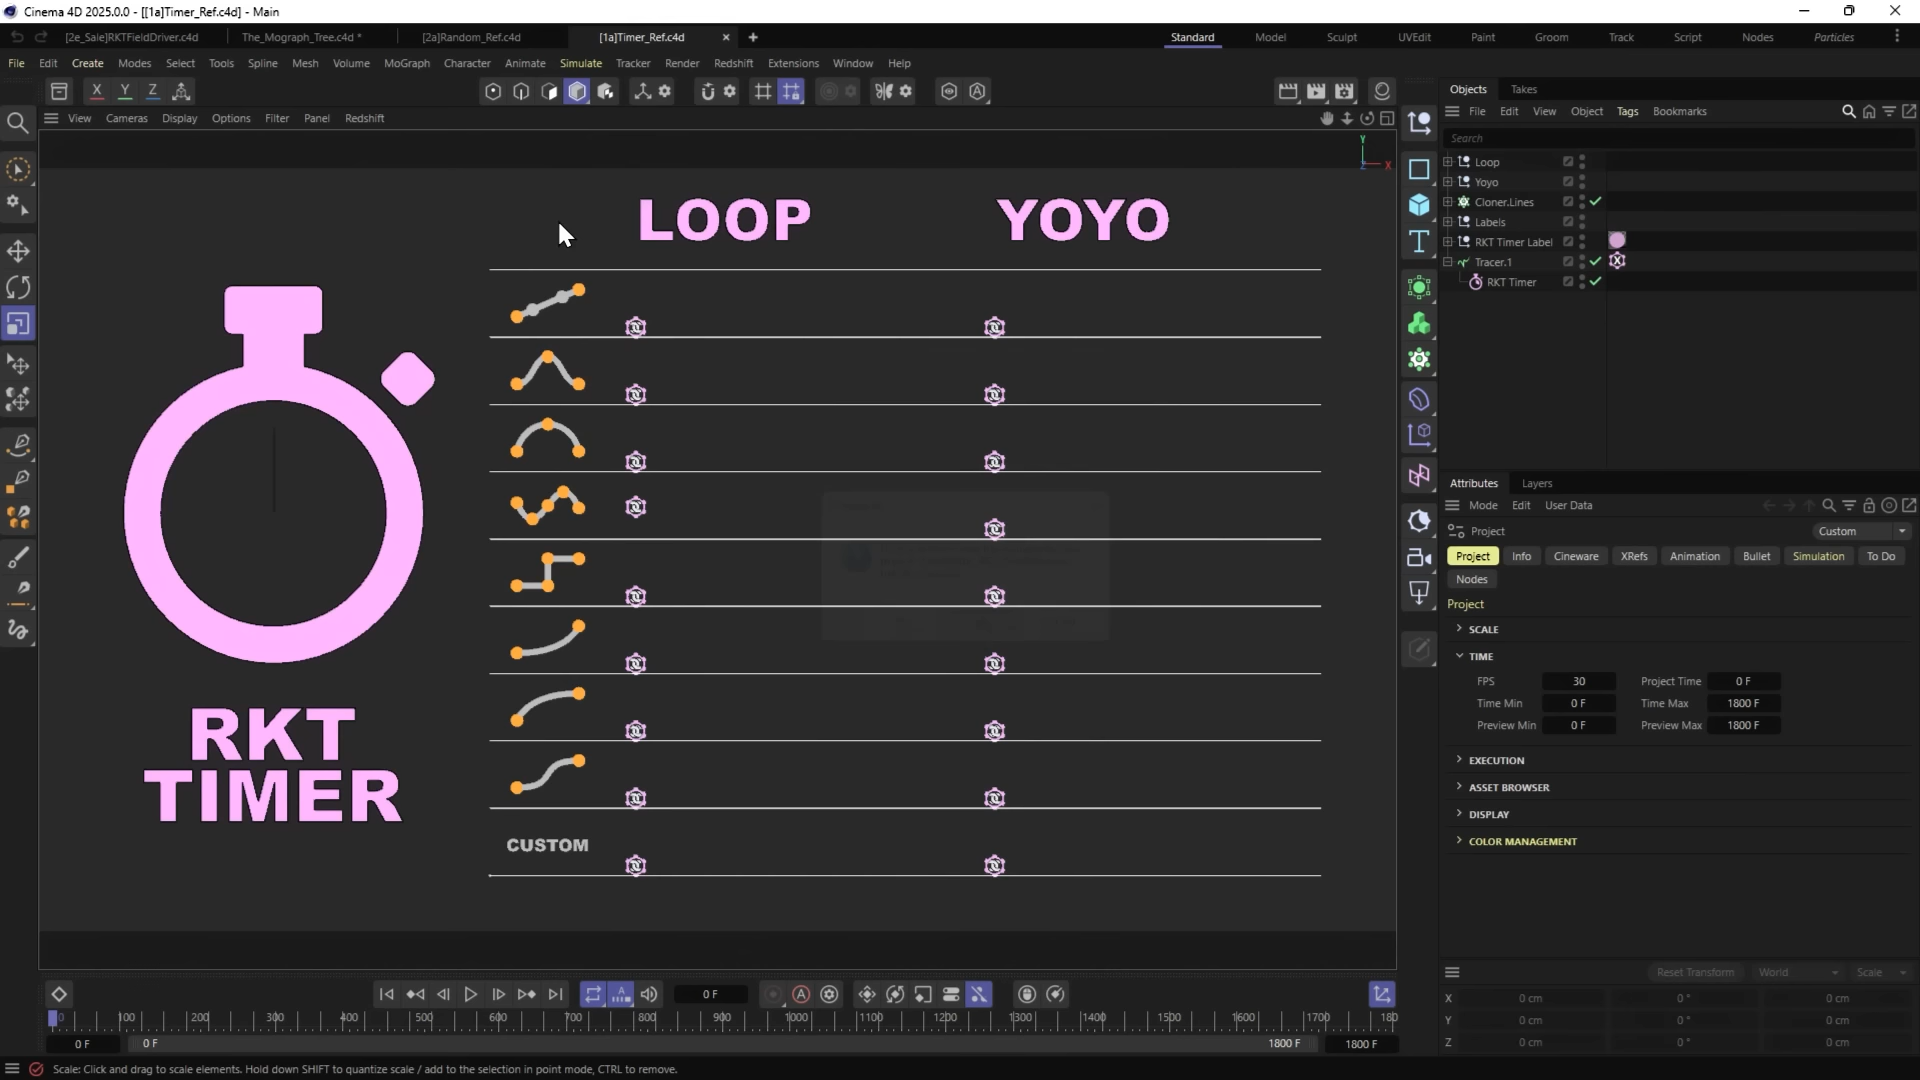 Cinema 4D 2025.0.0 - [[1a]Timer_Ref.c4d] - Main
[2e_Sale]RKTFieldDriver.c4d
The_Mograph_Tree.c4d *
[2a]Random_Ref.c4d
[1a]Timer_Ref.c4d
Standard Model Sculpt UVEdit Paint Groom Track Script Nodes Particles
File Edit Create Modes Select Tools Spline Mesh Volume MoGraph Character Animate Simulate Tracker Render Redshift Extensions Window Help
X Y Z
Objects Takes
View Cameras Display Options Filter Panel Redshift
File Edit View Object Tags Bookmarks
Search
Y
Z X
Loop
Yoyo
Cloner.Lines
Labels
RKT Timer Label
Tracer.1
RKT Timer
LOOP YOYO
CUSTOM
RKT
TIMER
Attributes Layers
Mode Edit User Data
Project Custom
Project Info Cineware XRefs Animation Bullet Simulation To Do
Nodes
Project
SCALE
TIME
FPS 30 Project Time 0 F
Time Min 0 F Time Max 1800 F
Preview Min 0 F Preview Max 1800 F
EXECUTION
ASSET BROWSER
DISPLAY
COLOR MANAGEMENT
Reset Transform World Scale
X 0 cm 0 ° 0 cm
Y 0 cm 0 ° 0 cm
Z 0 cm 0 ° 0 cm
0 F
0 100 200 300 400 500 600 700 800 900 1000 1100 1200 1300 1400 1500 1600 1700 180
0 F 0 F 1800 F 1800 F
Scale: Click and drag to scale elements. Hold down SHIFT to quantize scale / add to the selection in point mode, CTRL to remove.